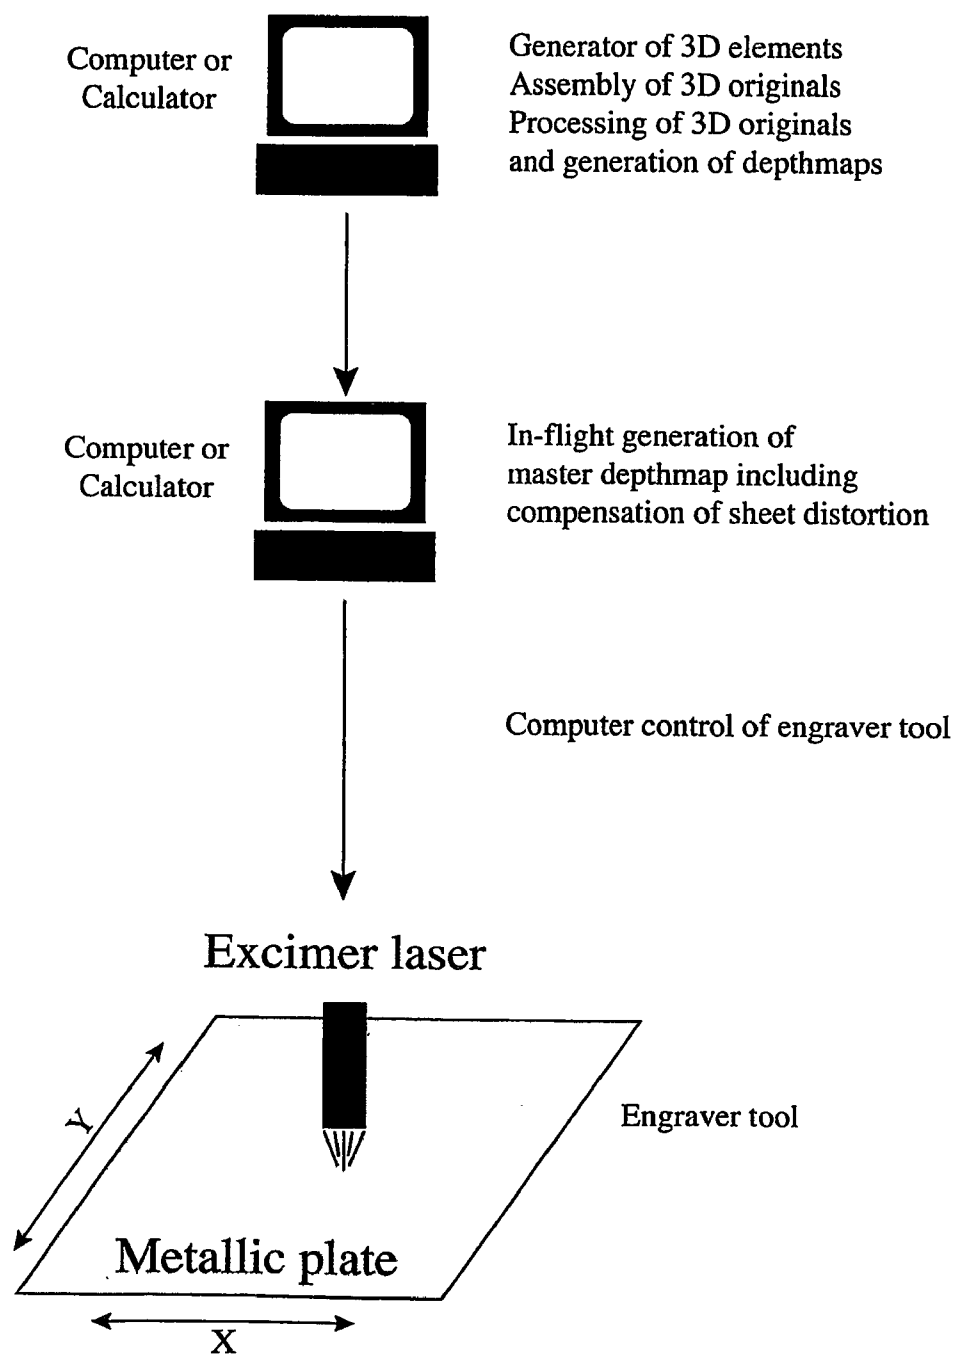 Computer or
Calculator
Generator of 3D elements
Assembly of 3D originals
Processing of 3D originals
and generation of depthmaps
Computer or
Calculator
In-flight generation of
master depthmap including
compensation of sheet distortion
Computer control of engraver tool
Excimer laser
Y
Engraver tool
Metallic plate
X